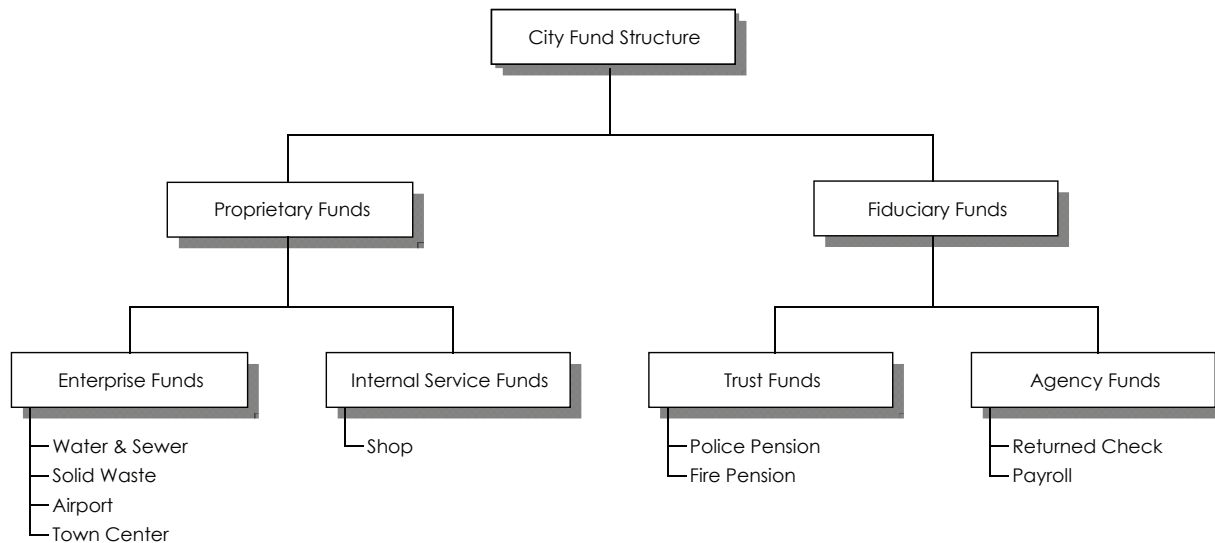 City Fund Structure
Proprietary Funds
Fiduciary Funds
Enterprise Funds
Internal Service Funds
Trust Funds
Agency Funds
Water & Sewer
Solid Waste
Airport
Town Center
Shop
Police Pension
Fire Pension
Returned Check
Payroll